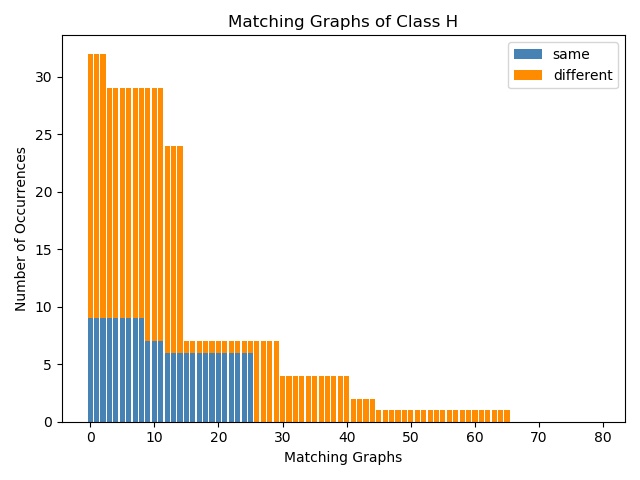 Matching Graphs of Class H
same
different
Number of Occurrences
30
25
20
15
10
5
0
0 10 20 30 40 50 60 70 80
Matching Graphs